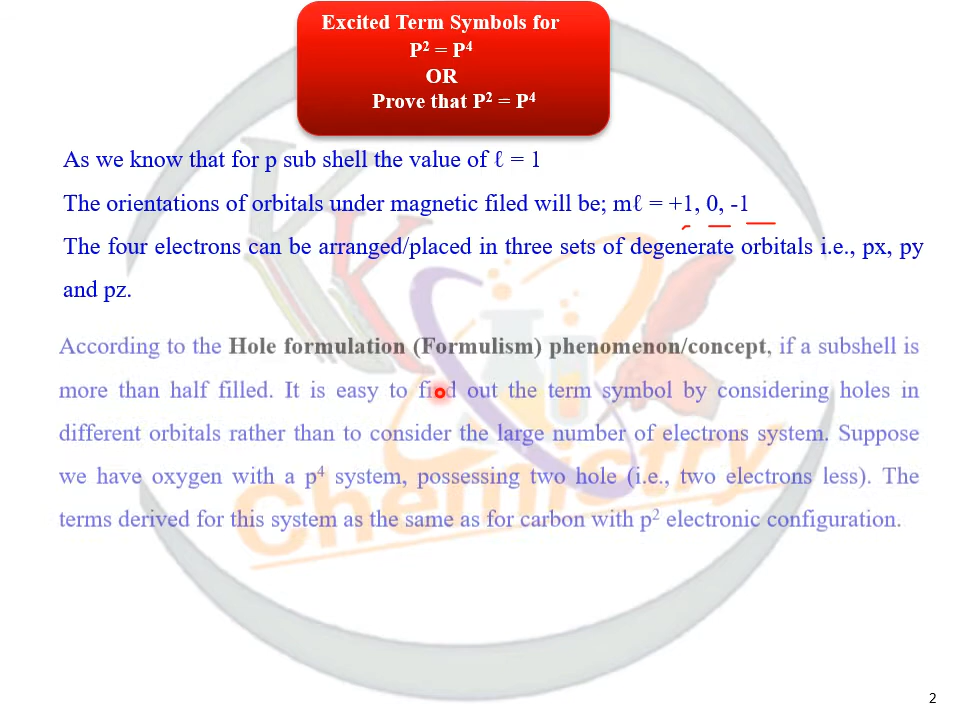 Excited Term Symbols for
P² = P⁴
OR
Prove that P² = P⁴
As we know that for p sub shell the value of ℓ = 1
The orientations of orbitals under magnetic filed will be; mℓ = +1, 0, -1
The four electrons can be arranged/placed in three sets of degenerate orbitals i.e., px, py
and pz.
According to the Hole formulation (Formulism) phenomenon/concept, if a subshell is
more than half filled. It is easy to find out the term symbol by considering holes in
different orbitals rather than to consider the large number of electrons system. Suppose
we have oxygen with a p⁴ system, possessing two hole (i.e., two electrons less). The
terms derived for this system as the same as for carbon with p² electronic configuration.
Chemistry
2